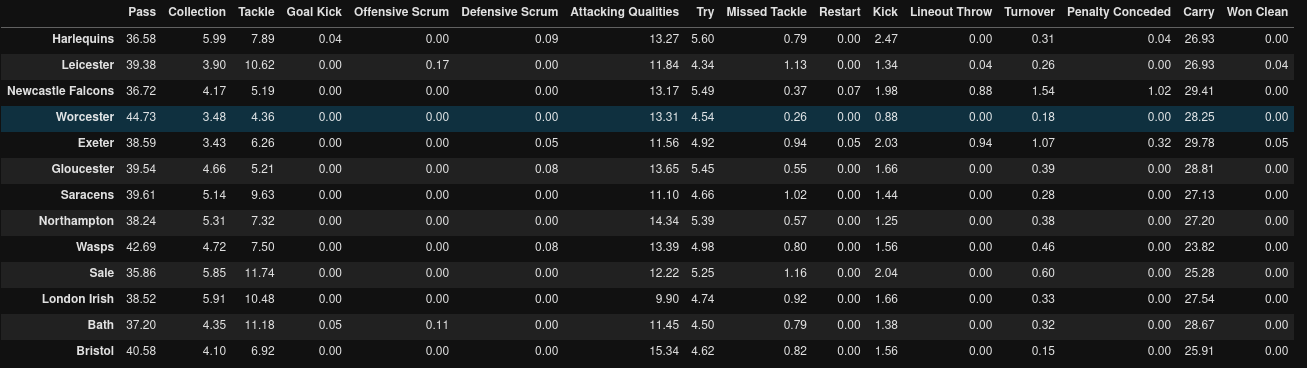 Pass Collection Tackle Goal Kick Offensive Scrum Defensive Scrum Attacking Qualities Try Missed Tackle Restart Kick Lineout Throw Turnover Penalty Conceded Carry Won Clean
Harlequins 36.58 5.99 7.89 0.04 0.00 0.09 13.27 5.60 0.79 0.00 2.47 0.00 0.31 0.04 26.93 0.00
Leicester 39.38 3.90 10.62 0.00 0.17 0.00 11.84 4.34 1.13 0.00 1.34 0.04 0.26 0.00 26.93 0.04
Newcastle Falcons 36.72 4.17 5.19 0.00 0.00 0.00 13.17 5.49 0.37 0.07 1.98 0.88 1.54 1.02 29.41 0.00
Worcester 44.73 3.48 4.36 0.00 0.00 0.00 13.31 4.54 0.26 0.00 0.88 0.00 0.18 0.00 28.25 0.00
Exeter 38.59 3.43 6.26 0.00 0.00 0.05 11.56 4.92 0.94 0.05 2.03 0.94 1.07 0.32 29.78 0.05
Gloucester 39.54 4.66 5.21 0.00 0.00 0.08 13.65 5.45 0.55 0.00 1.66 0.00 0.39 0.00 28.81 0.00
Saracens 39.61 5.14 9.63 0.00 0.00 0.00 11.10 4.66 1.02 0.00 1.44 0.00 0.28 0.00 27.13 0.00
Northampton 38.24 5.31 7.32 0.00 0.00 0.00 14.34 5.39 0.57 0.00 1.25 0.00 0.38 0.00 27.20 0.00
Wasps 42.69 4.72 7.50 0.00 0.00 0.08 13.39 4.98 0.80 0.00 1.56 0.00 0.46 0.00 23.82 0.00
Sale 35.86 5.85 11.74 0.00 0.00 0.00 12.22 5.25 1.16 0.00 2.04 0.00 0.60 0.00 25.28 0.00
London Irish 38.52 5.91 10.48 0.00 0.00 0.00 9.90 4.74 0.92 0.00 1.66 0.00 0.33 0.00 27.54 0.00
Bath 37.20 4.35 11.18 0.05 0.11 0.00 11.45 4.50 0.79 0.00 1.38 0.00 0.32 0.00 28.67 0.00
Bristol 40.58 4.10 6.92 0.00 0.00 0.00 15.34 4.62 0.82 0.00 1.56 0.00 0.15 0.00 25.91 0.00